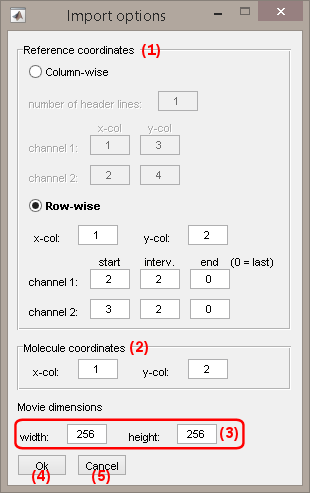 Import options
Reference coordinates (1)
Column-wise
number of header lines: 1
x-col y-col
channel 1: 1 3
channel 2: 2 4
Row-wise
x-col: 1 y-col: 2
start interv. end (0 = last)
channel 1: 2 2 0
channel 2: 3 2 0
Molecule coordinates (2)
x-col: 1 y-col: 2
Movie dimensions
width: 256 height: 256 (3)
Ok Cancel
(4) (5)